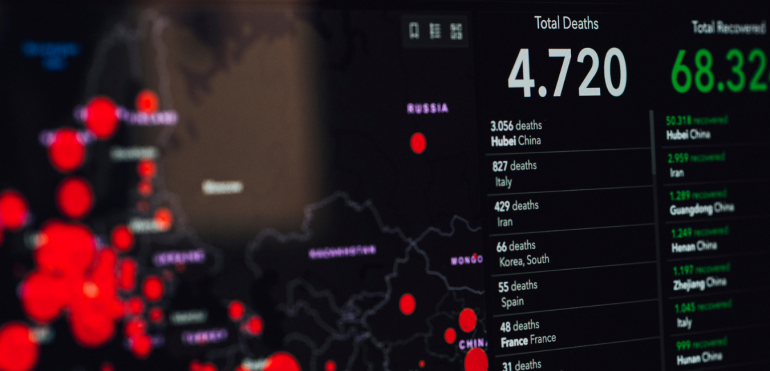 RUSSIA
KAZAKHSTAN
MONGO
CHIN
Total Deaths
4.720
3.056 deaths
Hubei China
827 deaths
Italy
429 deaths
Iran
66 deaths
Korea, South
55 deaths
Spain
48 deaths
France France
31 deaths
Total Recovered
68.32
50.318 recovered
Hubei China
2.959 recovered
Iran
1.289 recovered
Guangdong China
1.249 recovered
Henan China
1.197 recovered
Zhejiang China
1.045 recovered
Italy
999 recovered
Hunan China